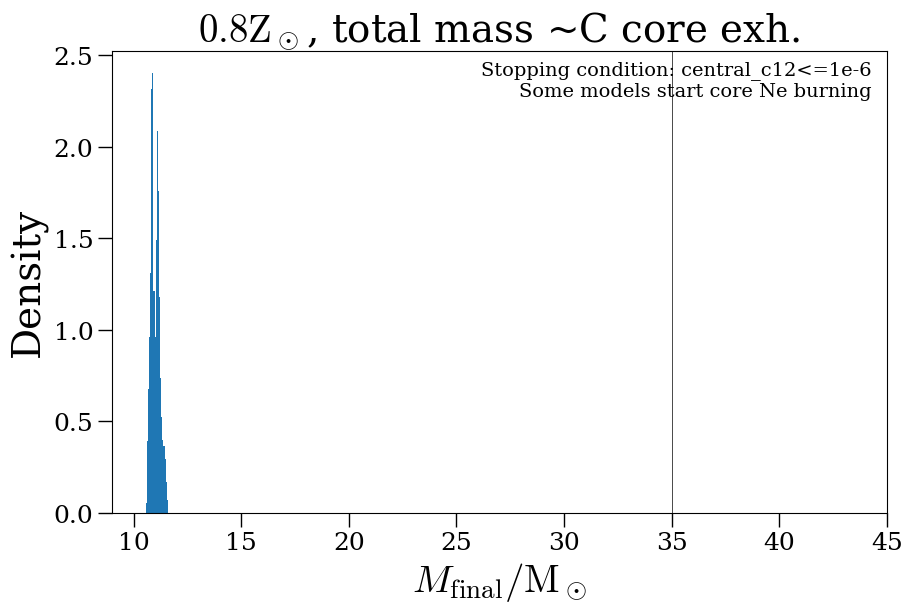 0.8Z☉, total mass ~C core exh.
Stopping condition: central_c12<=1e-6
Some models start core Ne burning
2.5
2.0
1.5
1.0
0.5
0.0
Density
10 15 20 25 30 35 40 45
M_final/M☉